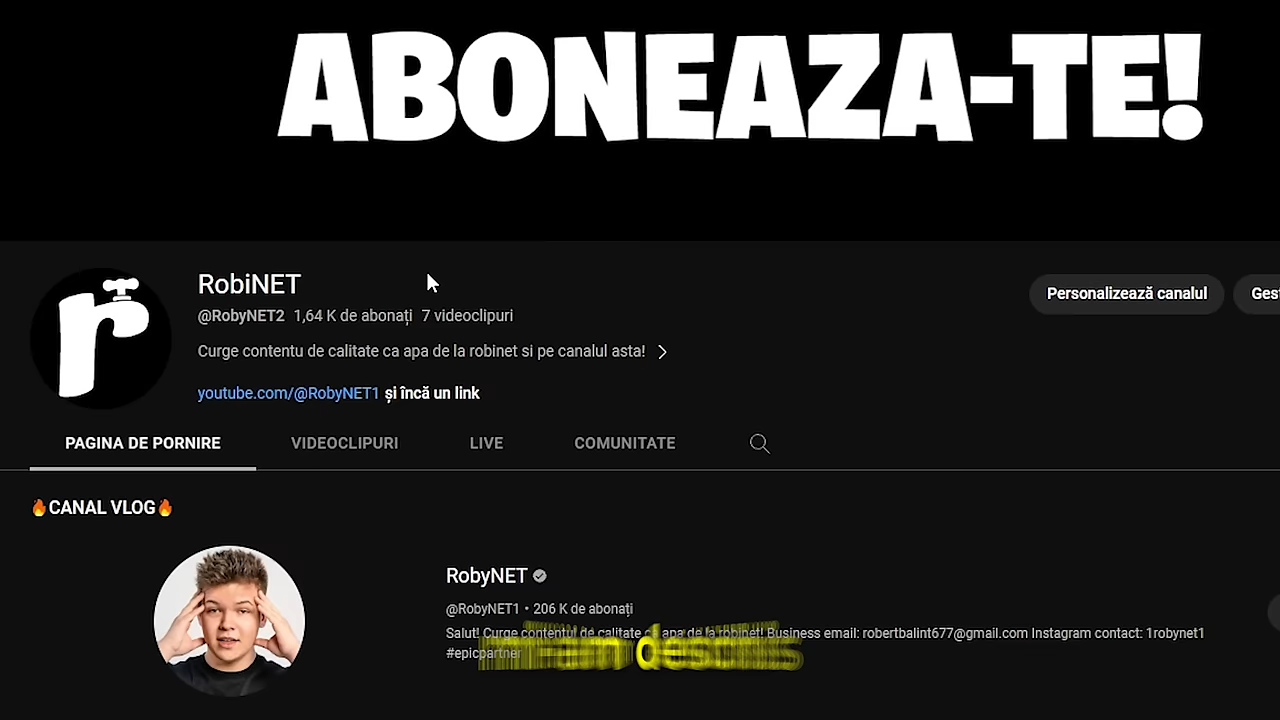 ABONEAZA-TE!
RobiNET
Personalizează canalul
@RobyNET2 1,64 K de abonați 7 videoclipuri
Curge contentu de calitate ca apa de la robinet si pe canalul asta!
youtube.com/@RobyNET1 și încă un link
PAGINA DE PORNIRE VIDEOCLIPURI LIVE COMUNITATE
🔥CANAL VLOG🔥
RobyNET
@RobyNET1 • 206 K de abonați
Salut! Curge contentul de calitate ca apa de la robinet! Business email: robertbalint677@gmail.com Instagram contact: 1robynet1
#epicpartner